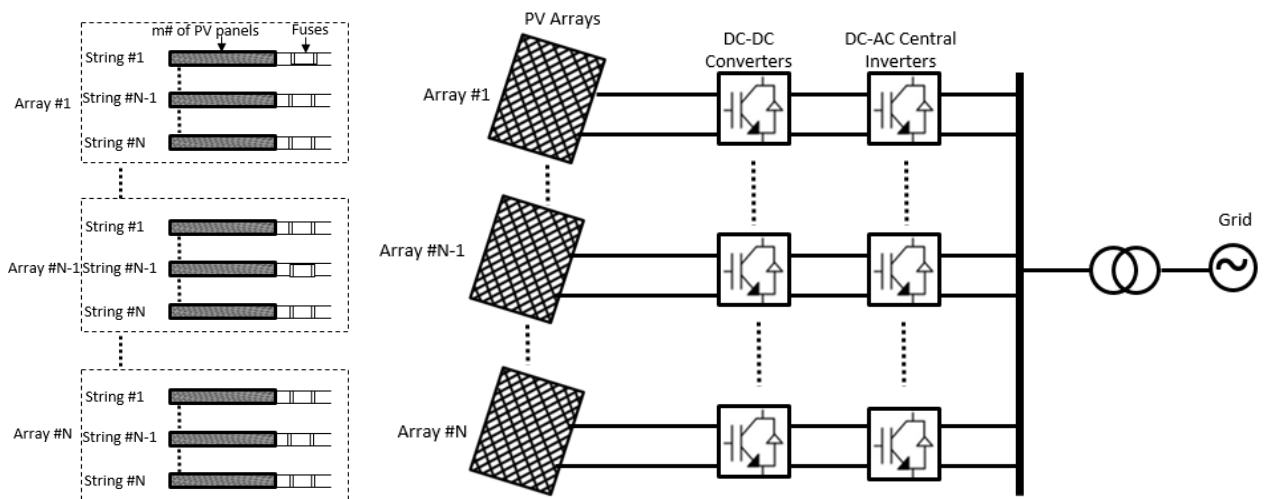 m# of PV panels
Fuses
String #1
Array #1
String #N-1
String #N
String #1
Array #N-1
String #N-1
String #N
String #1
Array #N
String #N-1
String #N
PV Arrays
DC-DC
Converters
DC-AC Central
Inverters
Array #1
Array #N-1
Array #N
Grid